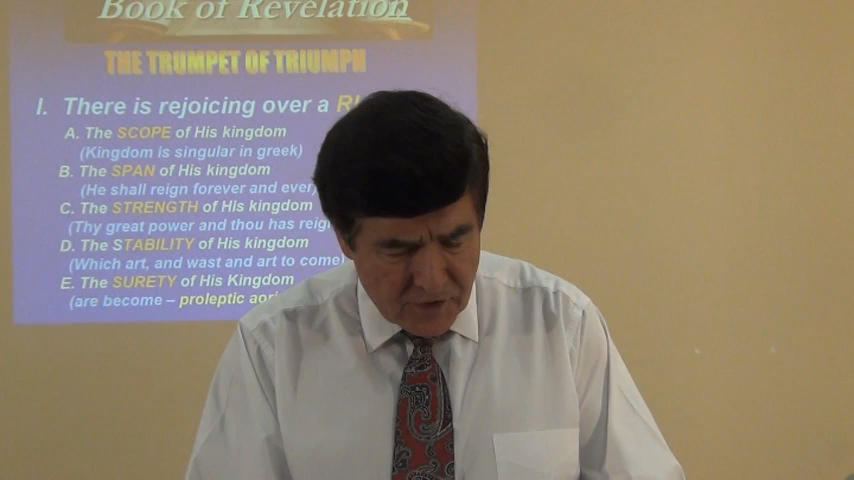 Book of Revelation
THE TRUMPET OF TRIUMPH
I. There is rejoicing over a
A. The SCOPE of His kingdom
(Kingdom is singular in greek)
B. The SPAN of His kingdom
(He shall reign forever and ever)
C. The STRENGTH of His kingdom
(Thy great power and thou has
D. The STABILITY of His kingdom
(Which art, and wast and art to come)
E. The SURETY of His Kingdom
(are become – proleptic